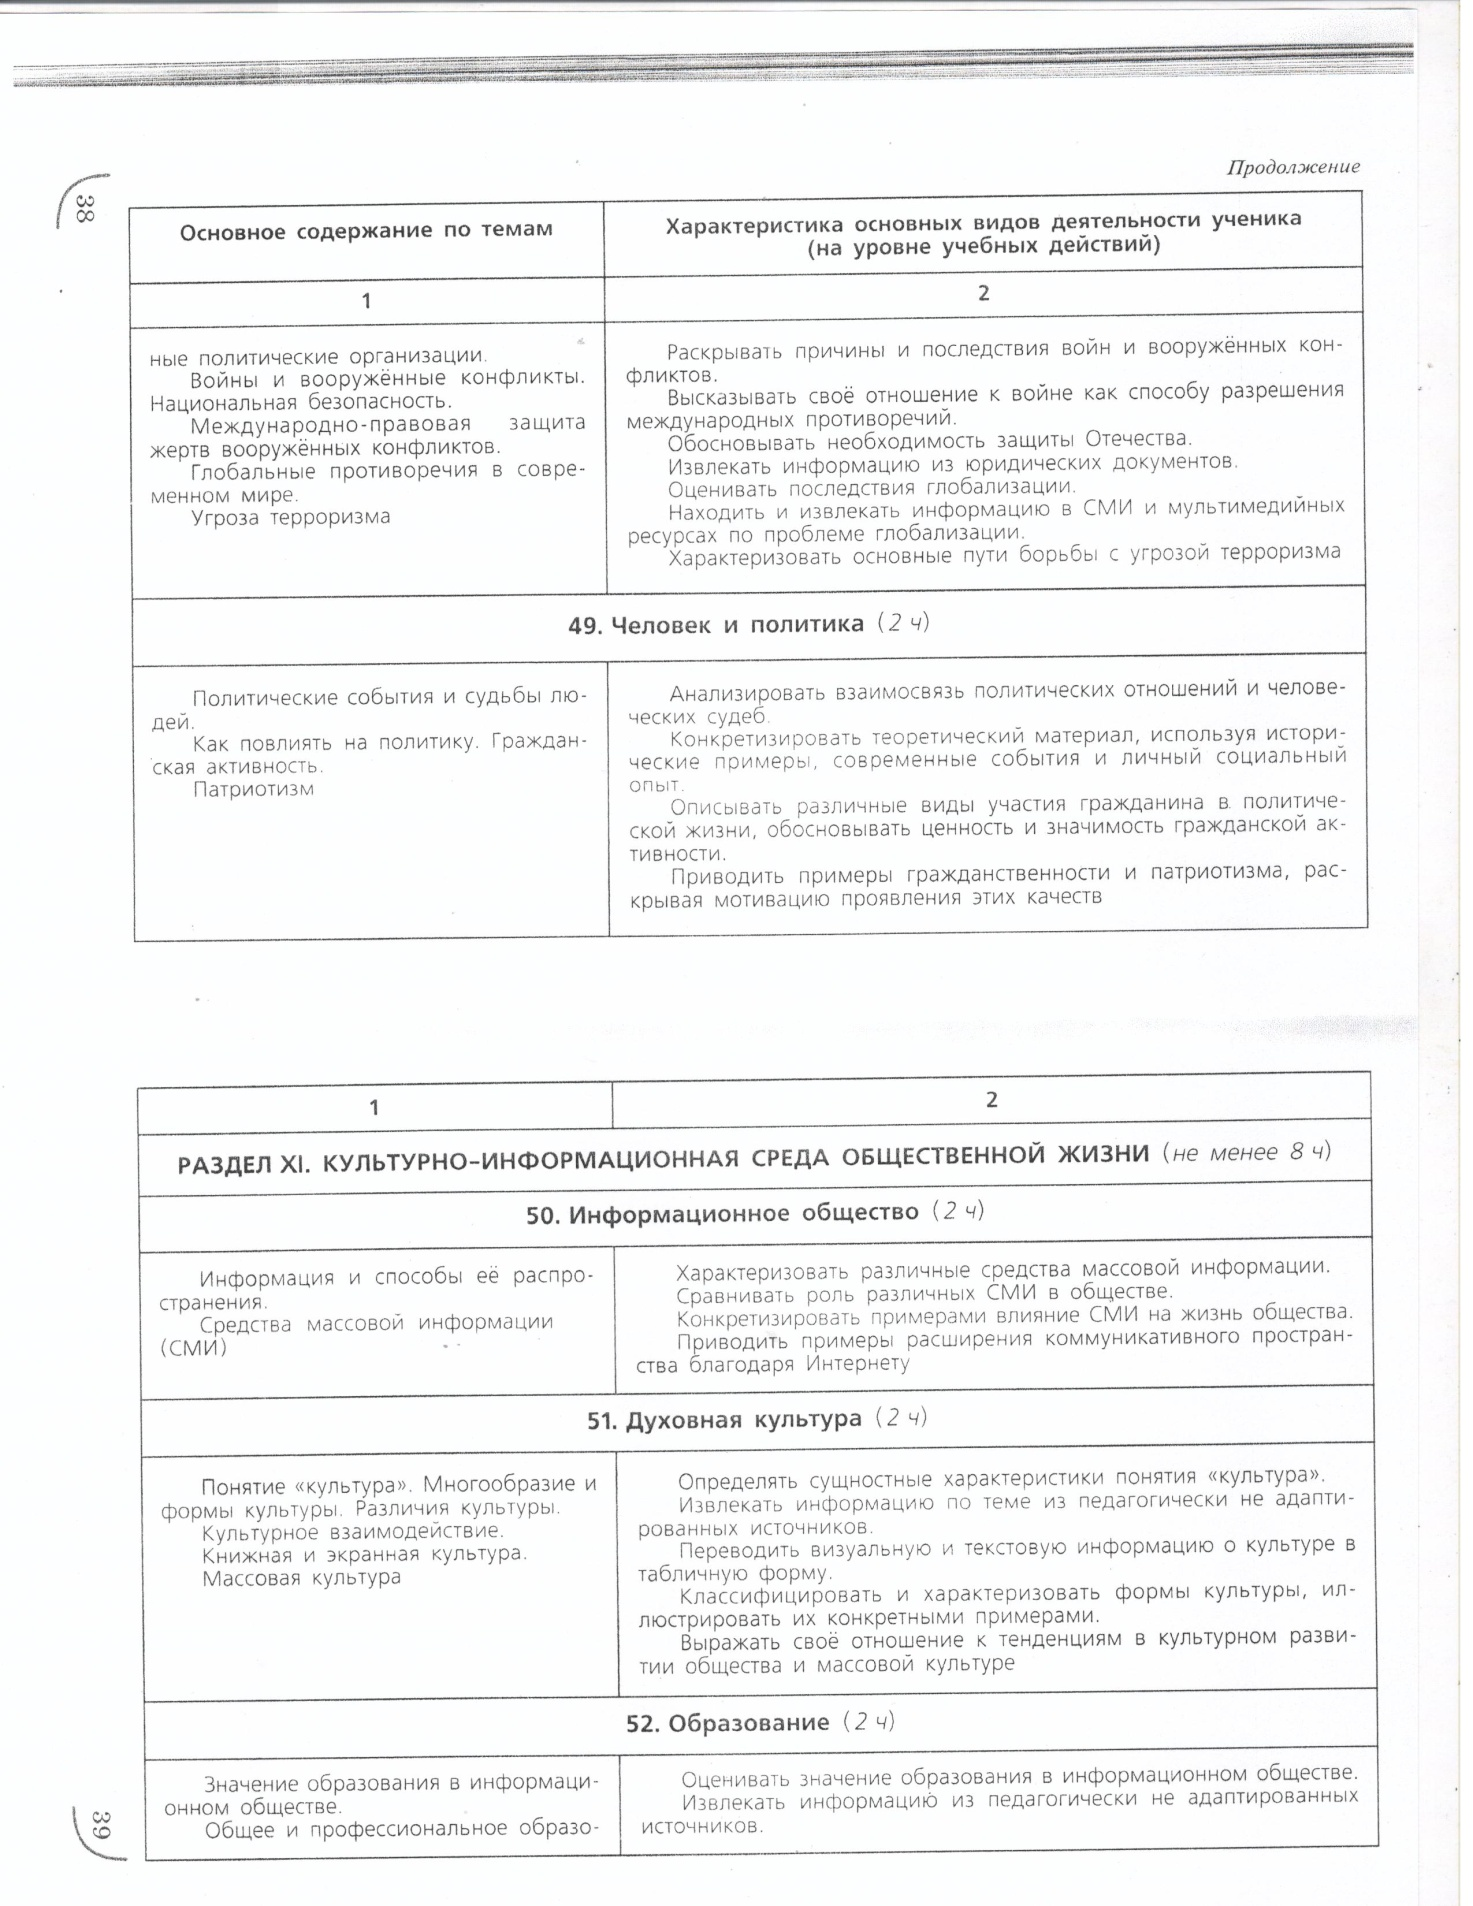 Продолжение
38
Основное содержание по темам
Характеристика основных видов деятельности ученика
(на уровне учебных действий)
1
2
ные политические организации.
Войны и вооружённые конфликты.
Национальная безопасность.
Международно-правовая защита
жертв вооружённых конфликтов.
Глобальные противоречия в совре-
менном мире.
Угроза терроризма
Раскрывать причины и последствия войн и вооружённых кон-
фликтов.
Высказывать своё отношение к войне как способу разрешения
международных противоречий.
Обосновывать необходимость защиты Отечества.
Извлекать информацию из юридических документов.
Оценивать последствия глобализации.
Находить и извлекать информацию в СМИ и мультимедийных
ресурсах по проблеме глобализации.
Характеризовать основные пути борьбы с угрозой терроризма
49. Человек и политика (2 ч)
Политические события и судьбы лю-
дей.
Как повлиять на политику. Граждан-
ская активность.
Патриотизм
Анализировать взаимосвязь политических отношений и челове-
ческих судеб.
Конкретизировать теоретический материал, используя истори-
ческие примеры, современные события и личный социальный
опыт.
Описывать различные виды участия гражданина в политиче-
ской жизни, обосновывать ценность и значимость гражданской ак-
тивности.
Приводить примеры гражданственности и патриотизма, рас-
крывая мотивацию проявления этих качеств
1
2
РАЗДЕЛ XI. КУЛЬТУРНО-ИНФОРМАЦИОННАЯ СРЕДА ОБЩЕСТВЕННОЙ ЖИЗНИ (не менее 8 ч)
50. Информационное общество (2 ч)
Информация и способы её распро-
странения.
Средства массовой информации
(СМИ)
Характеризовать различные средства массовой информации.
Сравнивать роль различных СМИ в обществе.
Конкретизировать примерами влияние СМИ на жизнь общества.
Приводить примеры расширения коммуникативного простран-
ства благодаря Интернету
51. Духовная культура (2 ч)
Понятие «культура». Многообразие и
формы культуры. Различия культуры.
Культурное взаимодействие.
Книжная и экранная культура.
Массовая культура
Определять сущностные характеристики понятия «культура».
Извлекать информацию по теме из педагогически не адапти-
рованных источников.
Переводить визуальную и текстовую информацию о культуре в
табличную форму.
Классифицировать и характеризовать формы культуры, ил-
люстрировать их конкретными примерами.
Выражать своё отношение к тенденциям в культурном разви-
тии общества и массовой культуре
52. Образование (2 ч)
Значение образования в информаци-
онном обществе.
Общее и профессиональное образо-
Оценивать значение образования в информационном обществе.
Извлекать информацию из педагогически не адаптированных
источников.
39